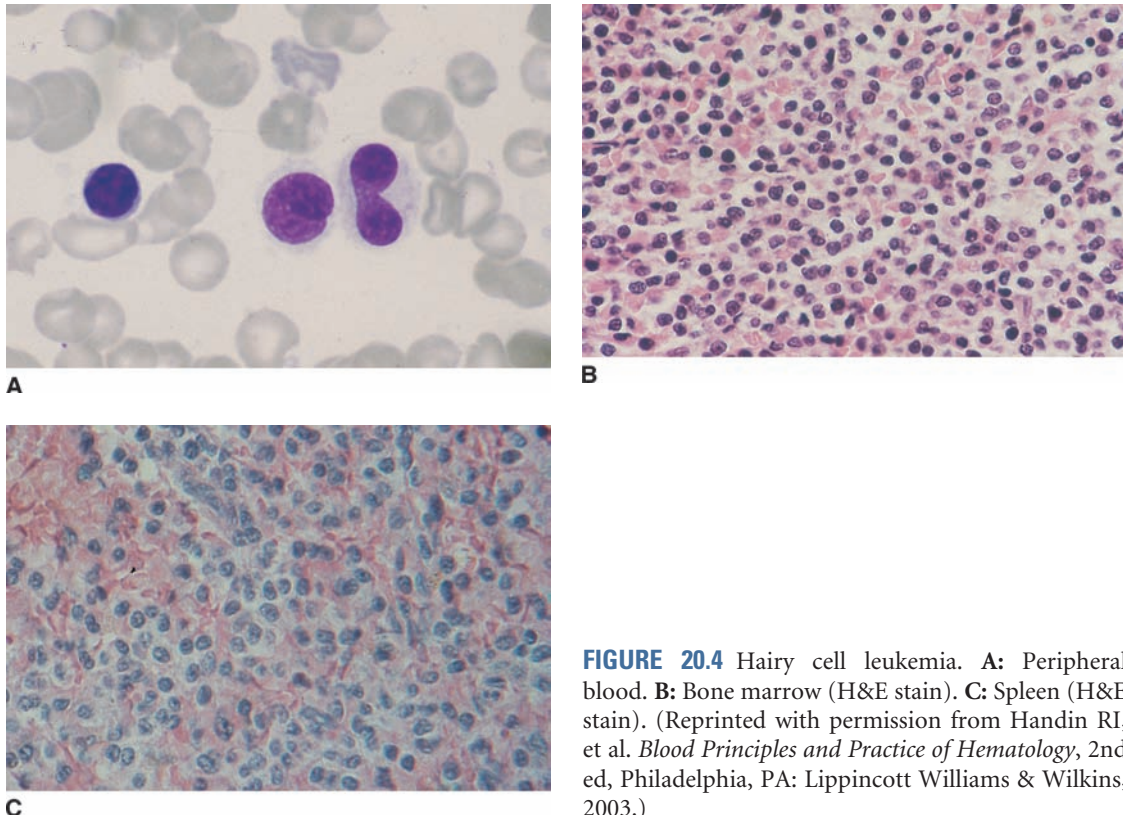 A
B
C
FIGURE 20.4 Hairy cell leukemia. A: Peripheral
blood. B: Bone marrow (H&E stain). C: Spleen (H&E
stain). (Reprinted with permission from Handin RI,
et al. Blood Principles and Practice of Hematology, 2nd
ed, Philadelphia, PA: Lippincott Williams & Wilkins,
2003.)